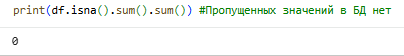 print(df.isna().sum().sum()) #Пропущенных значений в БД нет
0